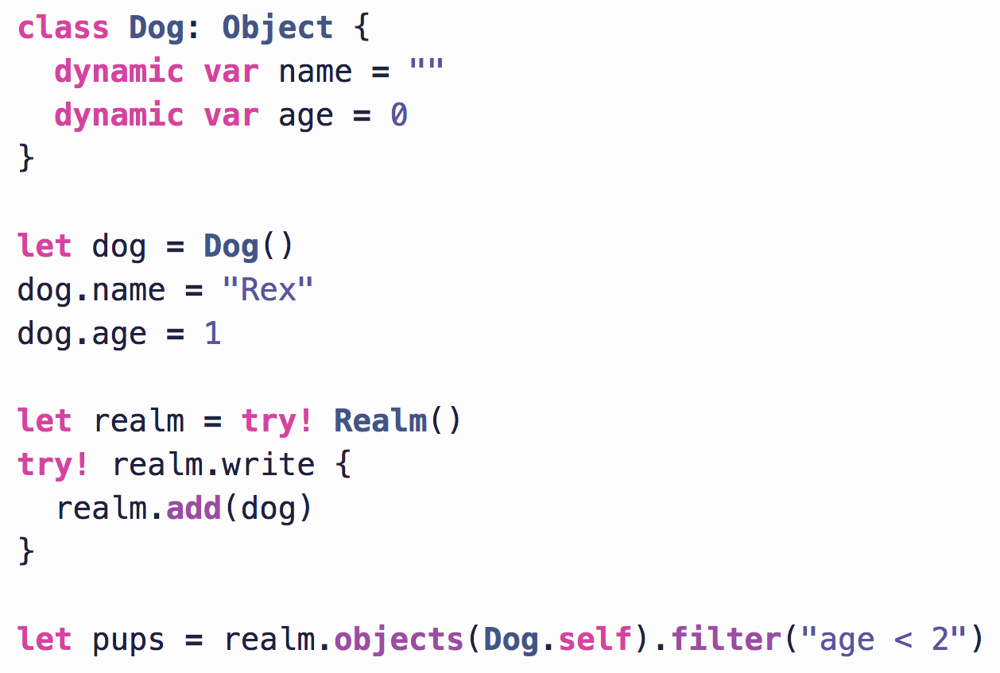 class Dog: Object {
  dynamic var name = ""
  dynamic var age = 0
}

let dog = Dog()
dog.name = "Rex"
dog.age = 1

let realm = try! Realm()
try! realm.write {
  realm.add(dog)
}

let pups = realm.objects(Dog.self).filter("age < 2")